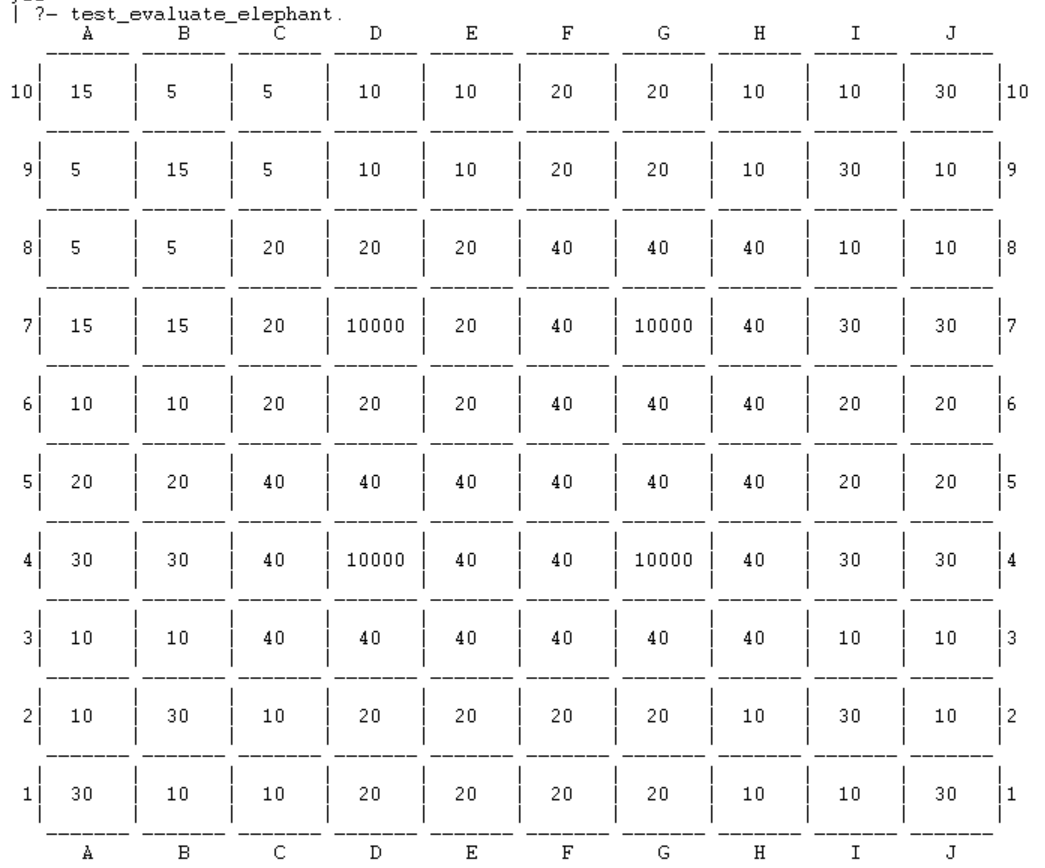 | ?- test_evaluate_elephant.
A B C D E F G H I J
10| 15 | 5 | 5 | 10 | 10 | 20 | 20 | 10 | 10 | 30 |10
9| 5 | 15 | 5 | 10 | 10 | 20 | 20 | 10 | 30 | 10 |9
8| 5 | 5 | 20 | 20 | 20 | 40 | 40 | 40 | 10 | 10 |8
7| 15 | 15 | 20 | 10000 | 20 | 40 | 10000 | 40 | 30 | 30 |7
6| 10 | 10 | 20 | 20 | 20 | 40 | 40 | 40 | 20 | 20 |6
5| 20 | 20 | 40 | 40 | 40 | 40 | 40 | 40 | 20 | 20 |5
4| 30 | 30 | 40 | 10000 | 40 | 40 | 10000 | 40 | 30 | 30 |4
3| 10 | 10 | 40 | 40 | 40 | 40 | 40 | 40 | 10 | 10 |3
2| 10 | 30 | 10 | 20 | 20 | 20 | 20 | 10 | 30 | 10 |2
1| 30 | 10 | 10 | 20 | 20 | 20 | 20 | 10 | 10 | 30 |1
A B C D E F G H I J